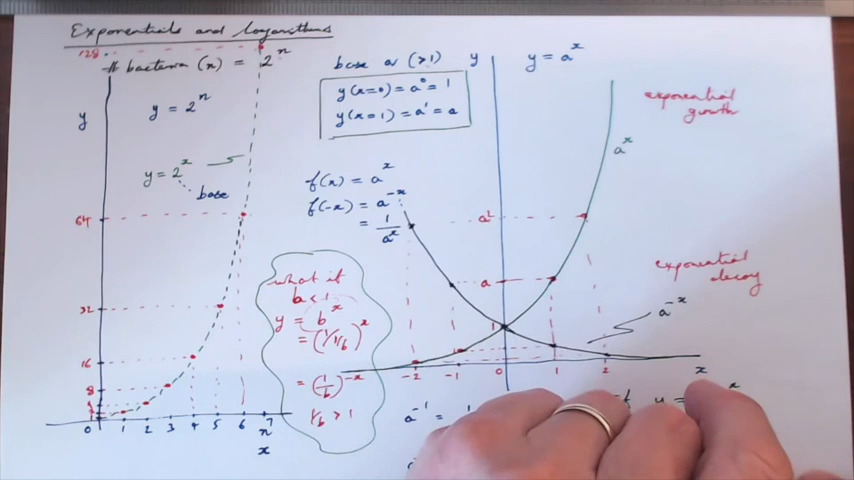 Exponentials and logarithms
# bacteria (n) = 2^n
y = 2^n
y
y = 2^x
base
128
64
32
16
8
4
0 1 2 3 4 5 6 7
n
x
base a (>1)
y(x=0) = a^0 = 1
y(x=1) = a^1 = a
f(x) = a^x
f(-x) = a^-x
= 1/a^x
what if
b < 1
y = b^x
= (1/1/b)^x
= (1/b)^-x
1/b > 1
y
y = a^x
exponential
growth
a^x
a^2
a
1
exponential
decay
a^-x
-2 -1 0 1 2
x
a^-1 =